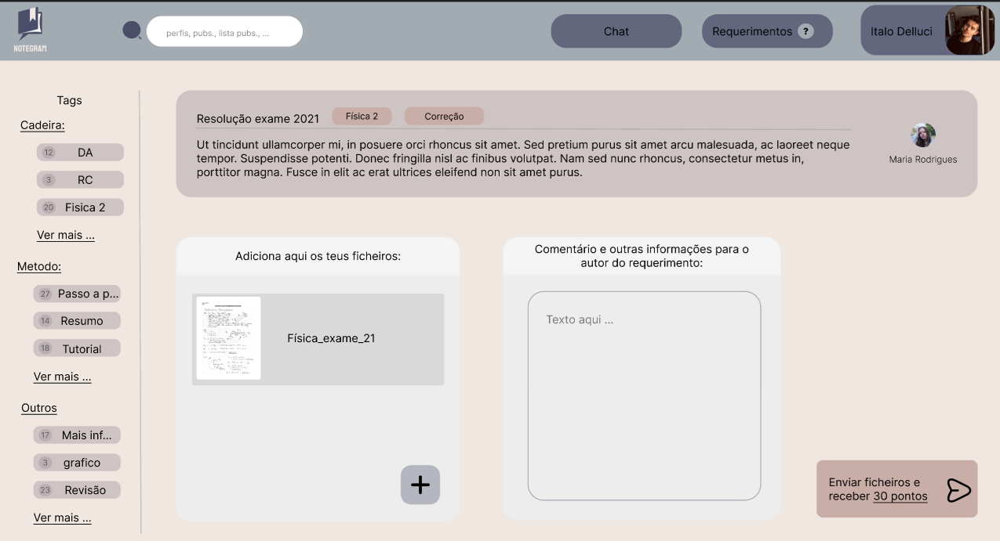 NOTEGRAM
perfis, pubs., lista pubs., ...
Chat
Requerimentos ?
Italo Delluci
Tags
Cadeira:
12 DA
3 RC
20 Fisica 2
Ver mais ...
Metodo:
27 Passo a p...
14 Resumo
18 Tutorial
Ver mais ...
Outros
17 Mais inf...
3 grafico
23 Revisão
Ver mais ...
Resolução exame 2021
Física 2
Correção
Ut tincidunt ullamcorper mi, in posuere orci rhoncus sit amet. Sed pretium purus sit amet arcu malesuada, ac laoreet neque
tempor. Suspendisse potenti. Donec fringilla nisl ac finibus volutpat. Nam sed nunc rhoncus, consectetur metus in,
porttitor magna. Fusce in elit ac erat ultrices eleifend non sit amet purus.
Maria Rodrigues
Adiciona aqui os teus ficheiros:
Física_exame_21
Comentário e outras informações para o
autor do requerimento:
Texto aqui ...
Enviar ficheiros e
receber 30 pontos